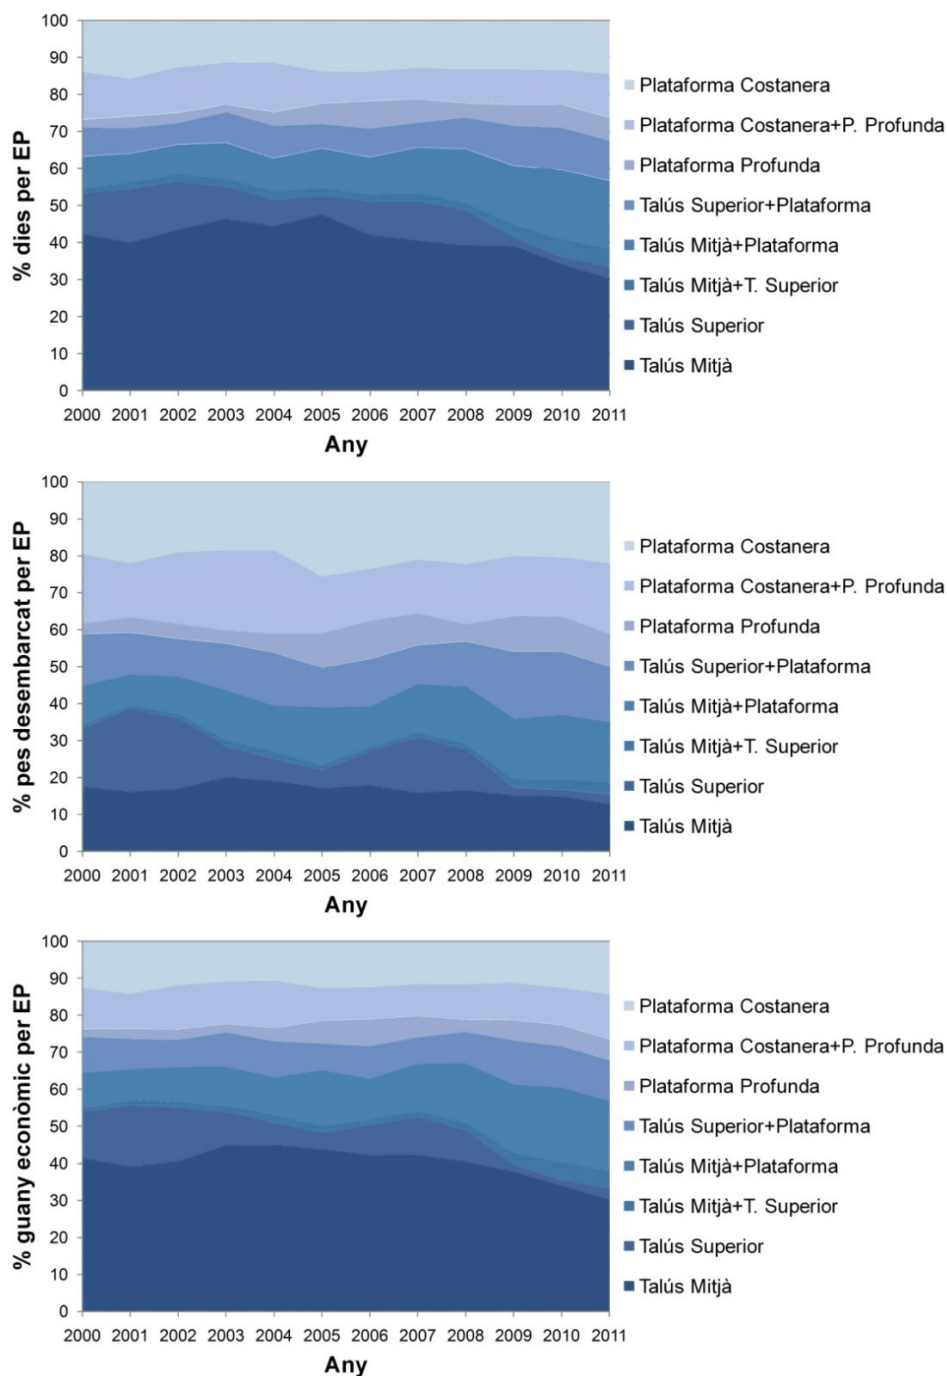 % dies per EP
100
90
80
70
60
50
40
30
20
10
0
2000 2001 2002 2003 2004 2005 2006 2007 2008 2009 2010 2011
Any
Plataforma Costanera
Plataforma Costanera+P. Profunda
Plataforma Profunda
Talús Superior+Plataforma
Talús Mitjà+Plataforma
Talús Mitjà+T. Superior
Talús Superior
Talús Mitjà
% pes desembarcat per EP
100
90
80
70
60
50
40
30
20
10
0
2000 2001 2002 2003 2004 2005 2006 2007 2008 2009 2010 2011
Any
Plataforma Costanera
Plataforma Costanera+P. Profunda
Plataforma Profunda
Talús Superior+Plataforma
Talús Mitjà+Plataforma
Talús Mitjà+T. Superior
Talús Superior
Talús Mitjà
% guany econòmic per EP
100
90
80
70
60
50
40
30
20
10
0
2000 2001 2002 2003 2004 2005 2006 2007 2008 2009 2010 2011
Any
Plataforma Costanera
Plataforma Costanera+P. Profunda
Plataforma Profunda
Talús Superior+Plataforma
Talús Mitjà+Plataforma
Talús Mitjà+T. Superior
Talús Superior
Talús Mitjà